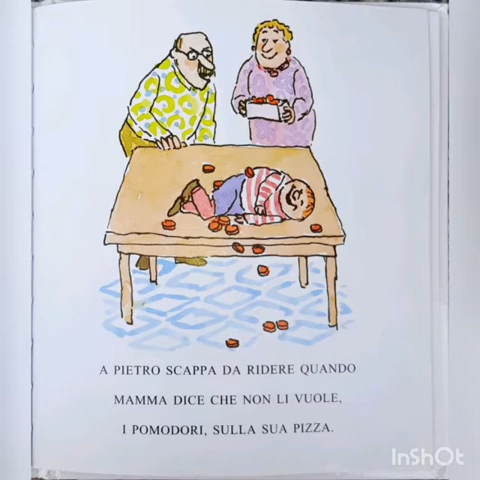 A PIETRO SCAPPA DA RIDERE QUANDO
MAMMA DICE CHE NON LI VUOLE,
I POMODORI, SULLA SUA PIZZA.
InShOt